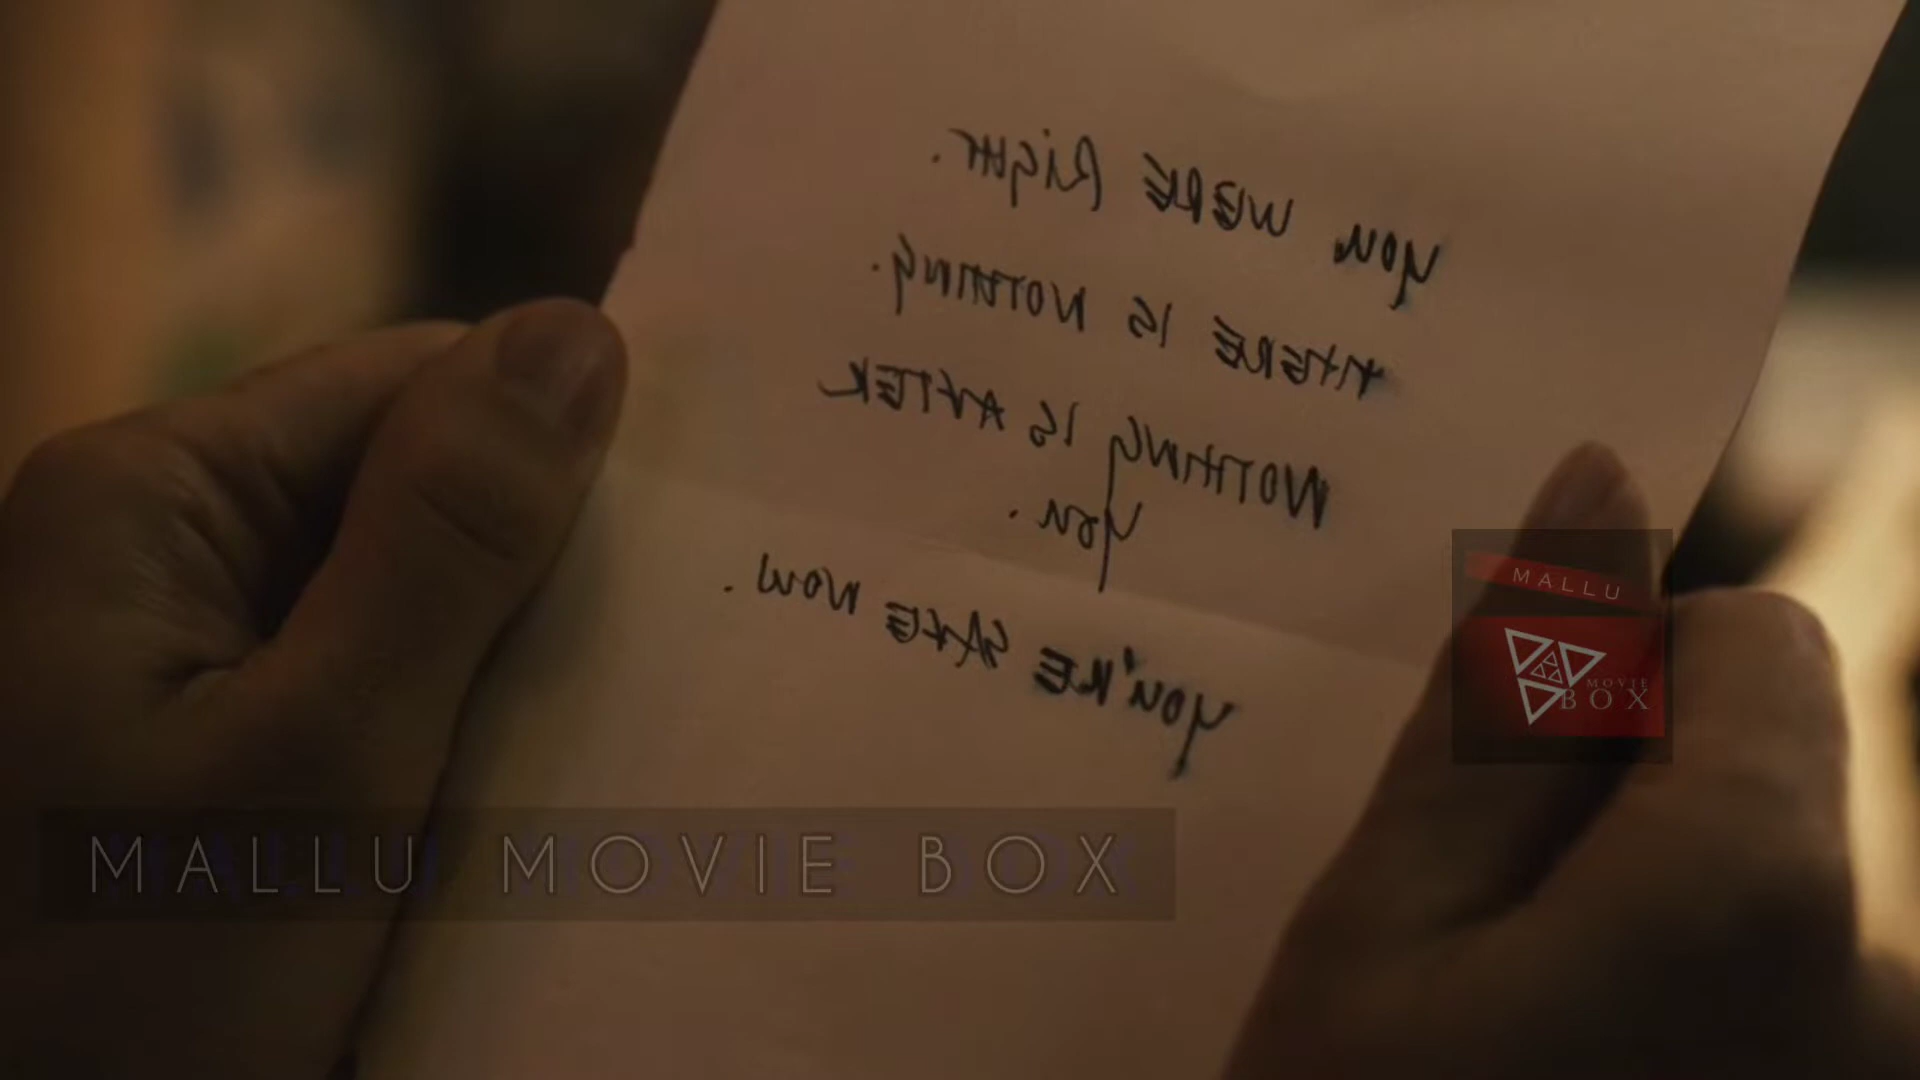 you were Right.
There is Nothing.
Nothing is after
you.
you're safe now.
MALLU
MOVIE
BOX
MALLU MOVIE BOX